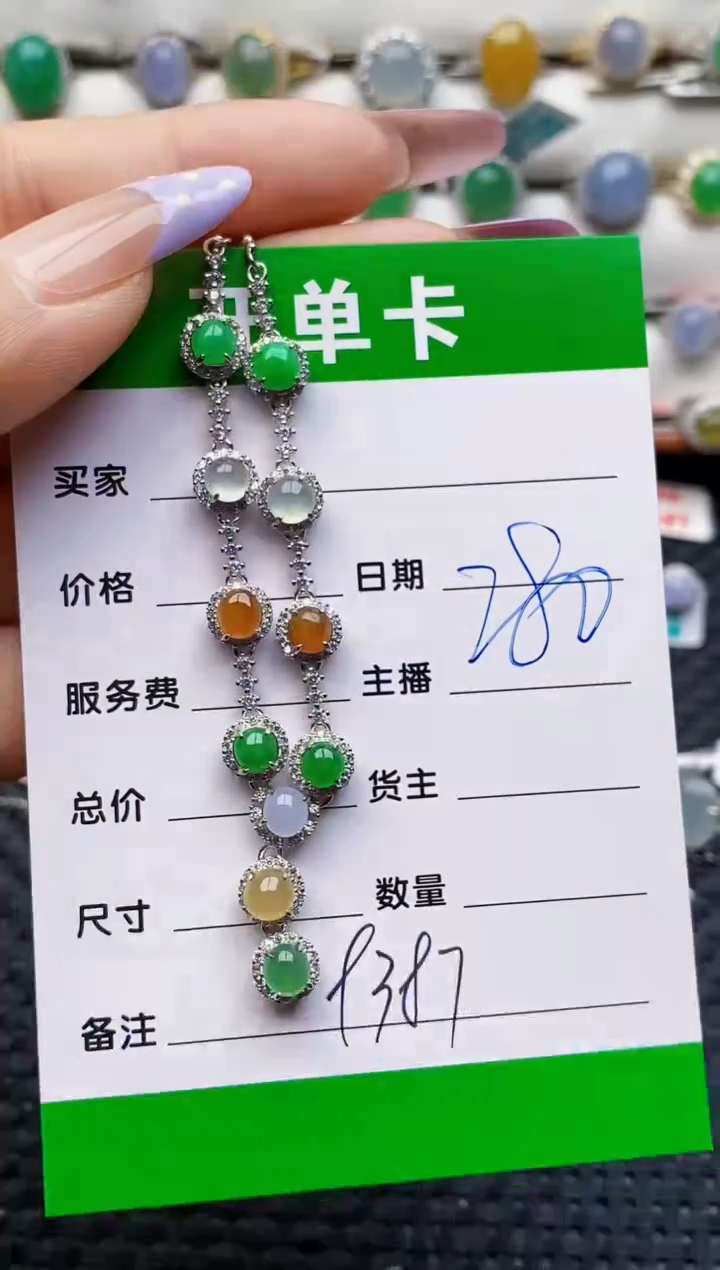 开单卡
买家
价格 日期 280
服务费 主播
总价 货主
尺寸 数量
备注